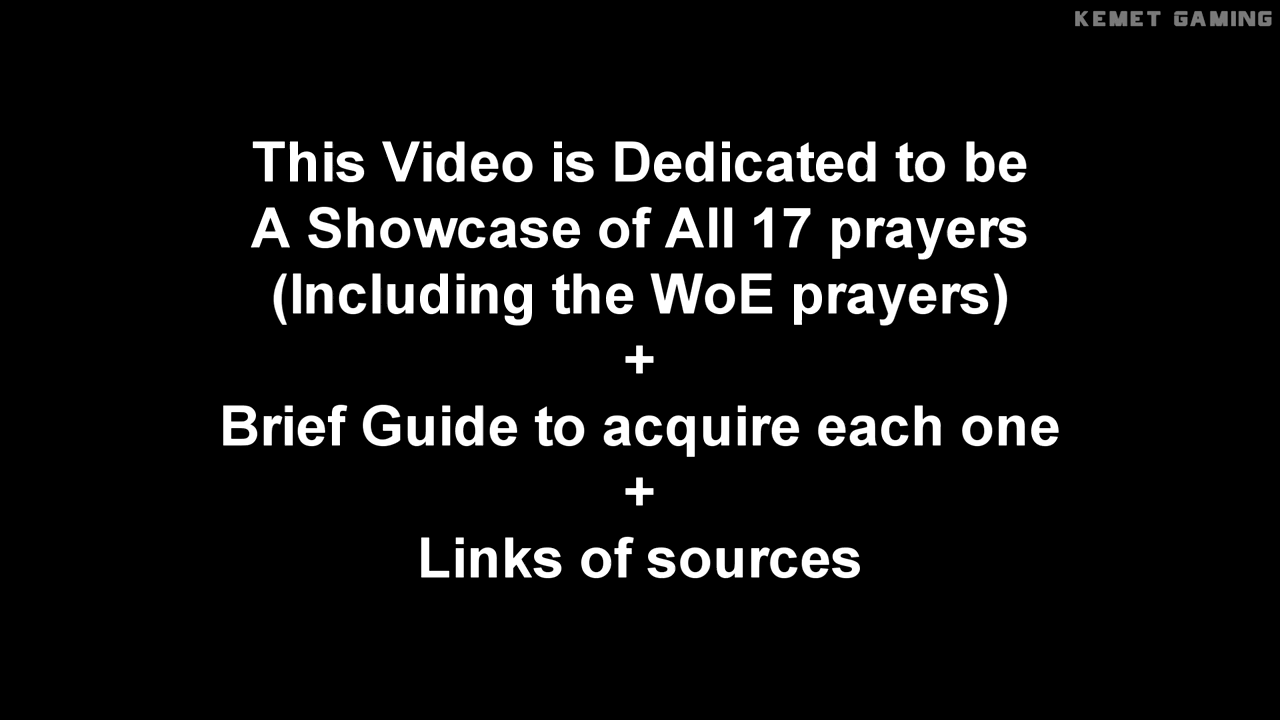 KEMET GAMING
This Video is Dedicated to be
A Showcase of All 17 prayers
(Including the WoE prayers)
+
Brief Guide to acquire each one
+
Links of sources